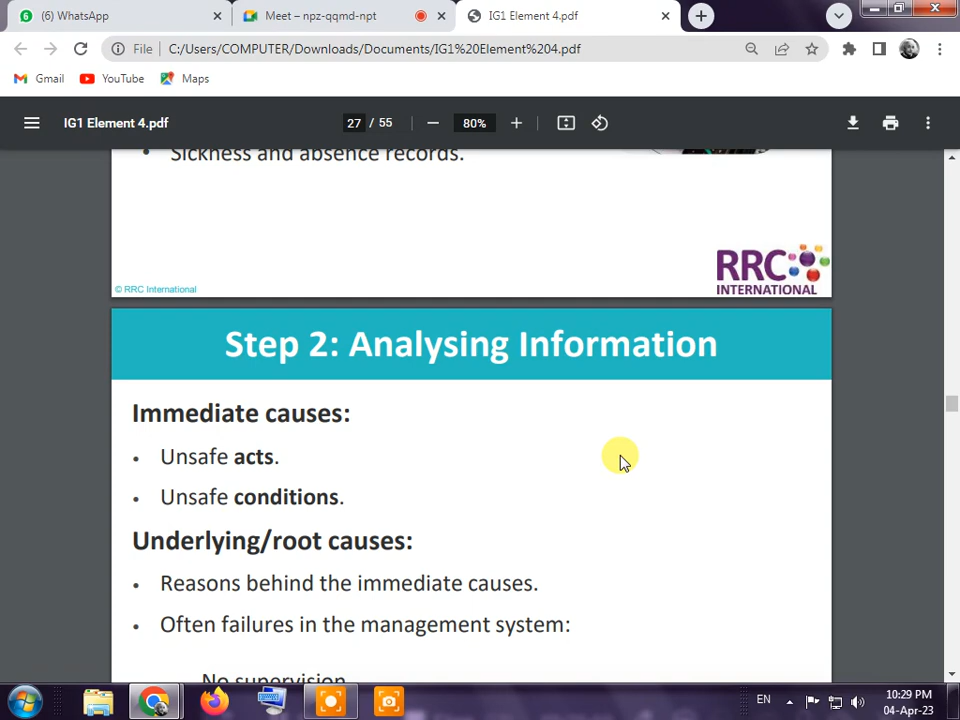 (6) WhatsApp
Meet – npz-qqmd-npt
IG1 Element 4.pdf
File
C:/Users/COMPUTER/Downloads/Documents/IG1%20Element%204.pdf
Gmail
YouTube
Maps
IG1 Element 4.pdf
27 / 55
80%
• Sickness and absence records.
RRC
INTERNATIONAL
© RRC International
Step 2: Analysing Information
Immediate causes:
• Unsafe acts.
• Unsafe conditions.
Underlying/root causes:
• Reasons behind the immediate causes.
• Often failures in the management system:
No supervision
EN
10:29 PM
04-Apr-23